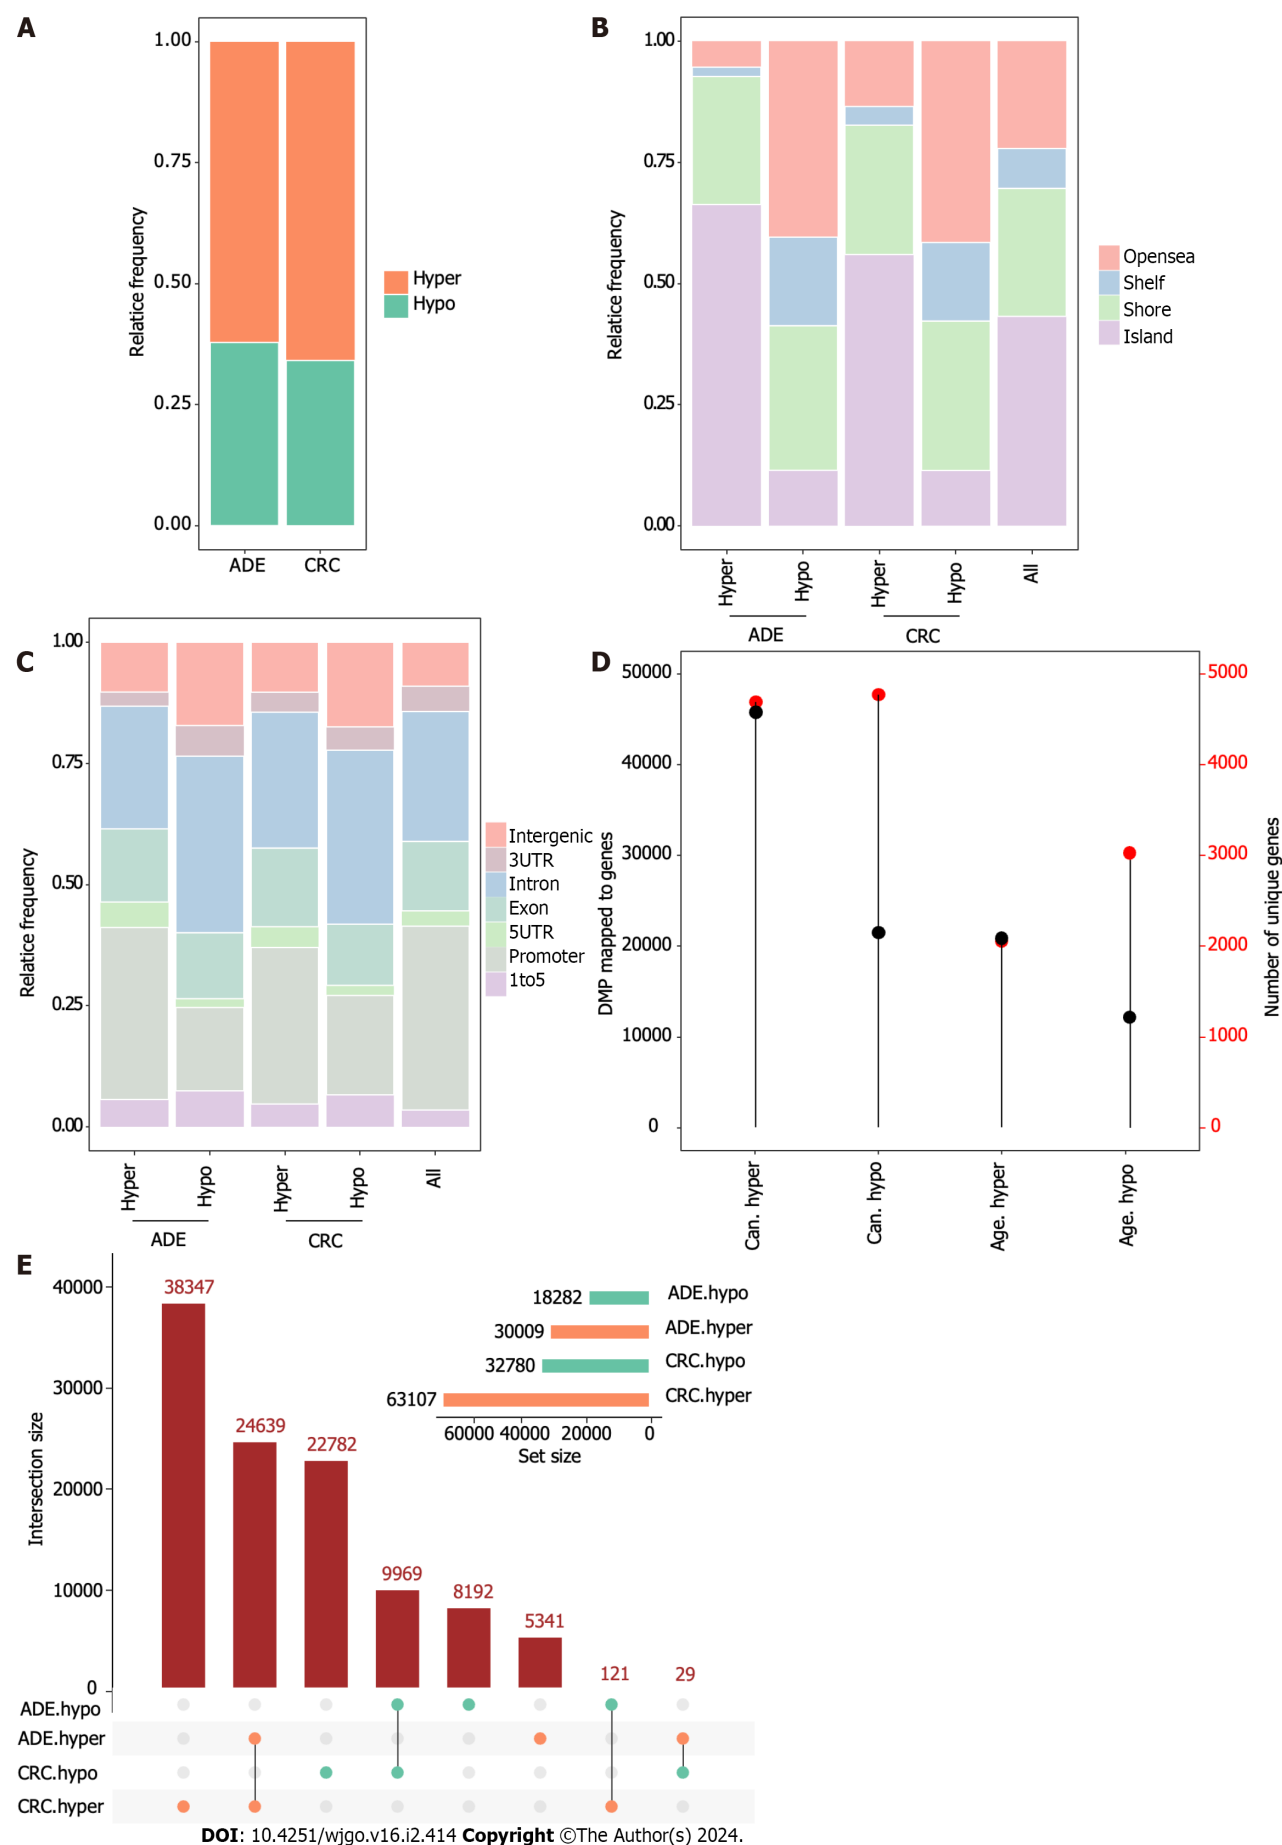 A
1.00
0.75
0.50
0.25
0.00
Relatice frequency
ADE
CRC
Hyper
Hypo
B
1.00
0.75
0.50
0.25
0.00
Relatice frequency
Hyper
Hypo
Hyper
Hypo
All
ADE
CRC
Opensea
Shelf
Shore
Island
C
1.00
0.75
0.50
0.25
0.00
Relatice frequency
Hyper
Hypo
Hyper
Hypo
All
ADE
CRC
Intergenic
3UTR
Intron
Exon
5UTR
Promoter
1to5
D
50000
40000
30000
20000
10000
0
DMP mapped to genes
5000
4000
3000
2000
1000
0
Number of unique genes
Can. hyper
Can. hypo
Age. hyper
Age. hypo
E
40000
30000
20000
10000
0
Intersection size
38347
24639
22782
9969
8192
5341
121
29
18282 ADE.hypo
30009 ADE.hyper
32780 CRC.hypo
63107 CRC.hyper
60000 40000 20000 0
Set size
ADE.hypo
ADE.hyper
CRC.hypo
CRC.hyper
DOI: 10.4251/wjgo.v16.i2.414 Copyright ©The Author(s) 2024.